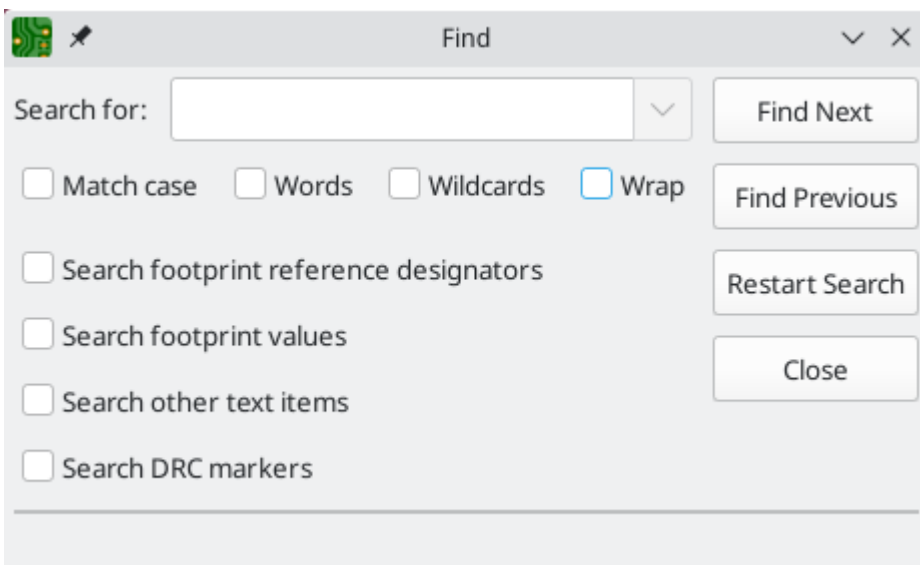 Find
Search for:
Find Next
Match case Words Wildcards Wrap
Find Previous
Search footprint reference designators
Restart Search
Search footprint values
Close
Search other text items
Search DRC markers